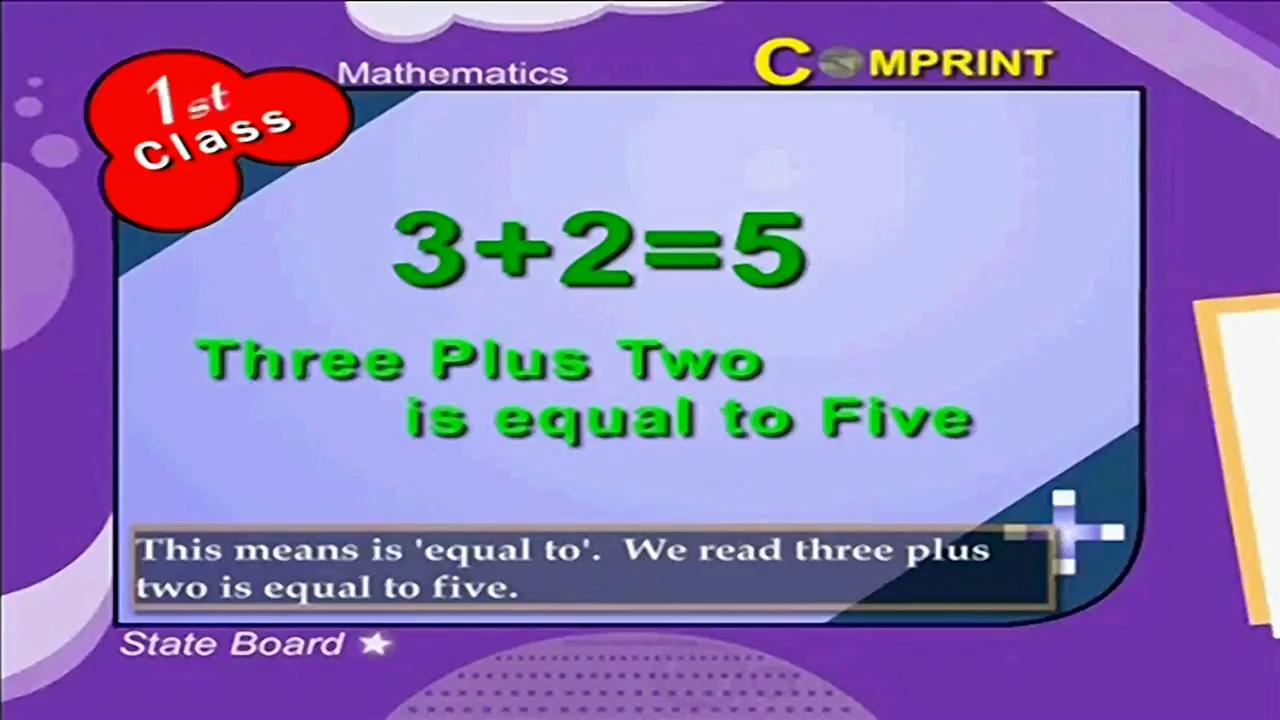 1st
Class
Mathematics
COMPRINT
3+2=5
Three Plus Two
is equal to Five
This means is 'equal to'. We read three plus
two is equal to five.
State Board